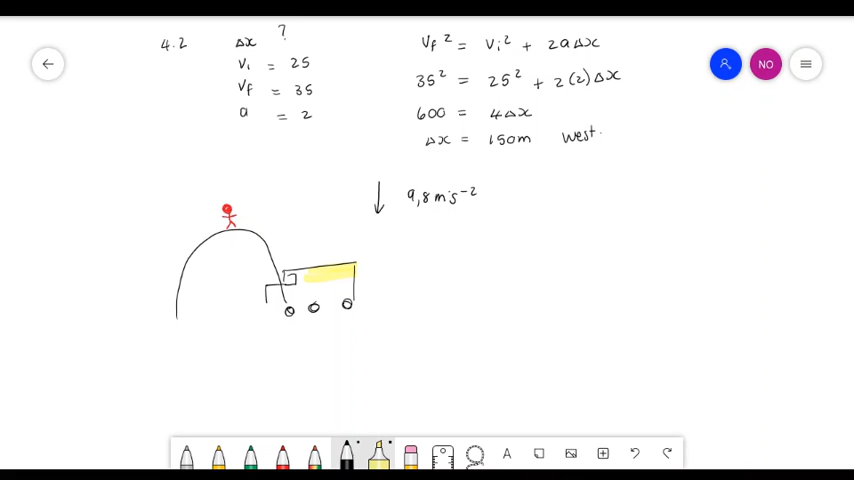 4.2 Δx ? Vf² = Vi² + 2aΔx
Vi = 25
Vf = 35 35² = 25² + 2(2)Δx
a = 2 600 = 4Δx
Δx = 150m west.
9,8 m·s⁻²
NO
A